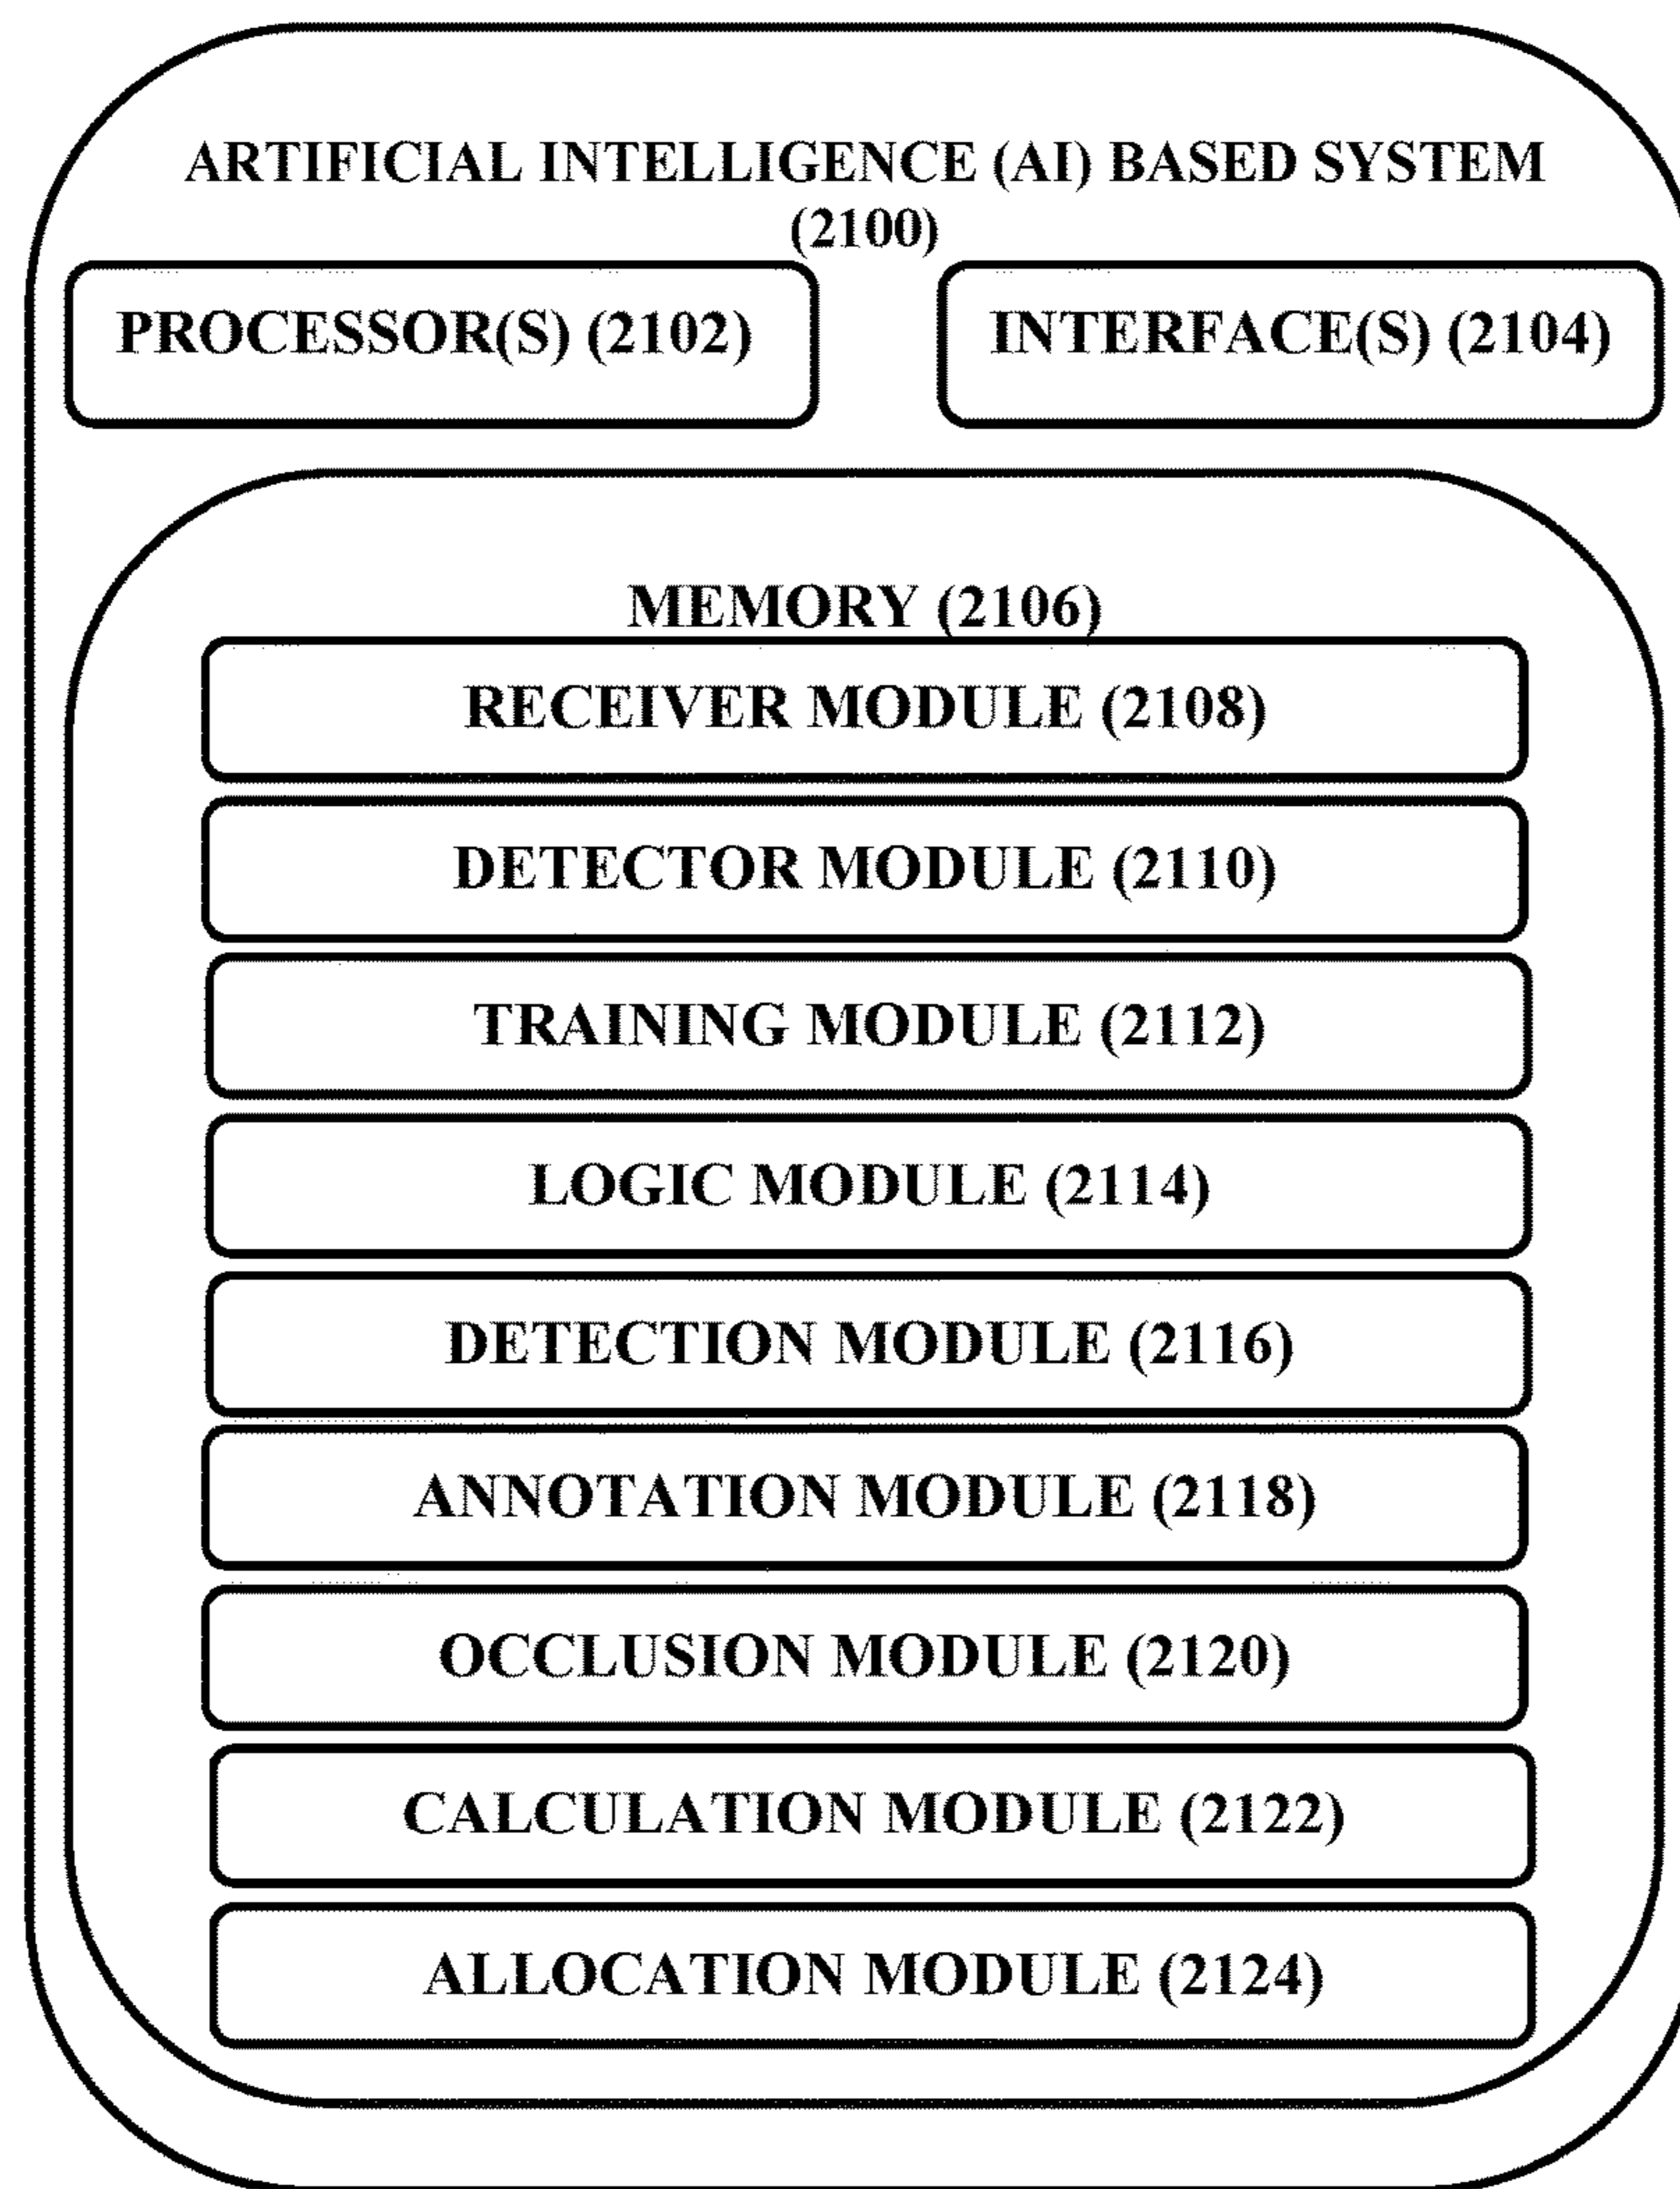 ARTIFICIAL INTELLIGENCE (AI) BASED SYSTEM
(2100)
PROCESSOR(S) (2102)
INTERFACE(S) (2104)
MEMORY (2106)
RECEIVER MODULE (2108)
DETECTOR MODULE (2110)
TRAINING MODULE (2112)
LOGIC MODULE (2114)
DETECTION MODULE (2116)
ANNOTATION MODULE (2118)
OCCLUSION MODULE (2120)
CALCULATION MODULE (2122)
ALLOCATION MODULE (2124)